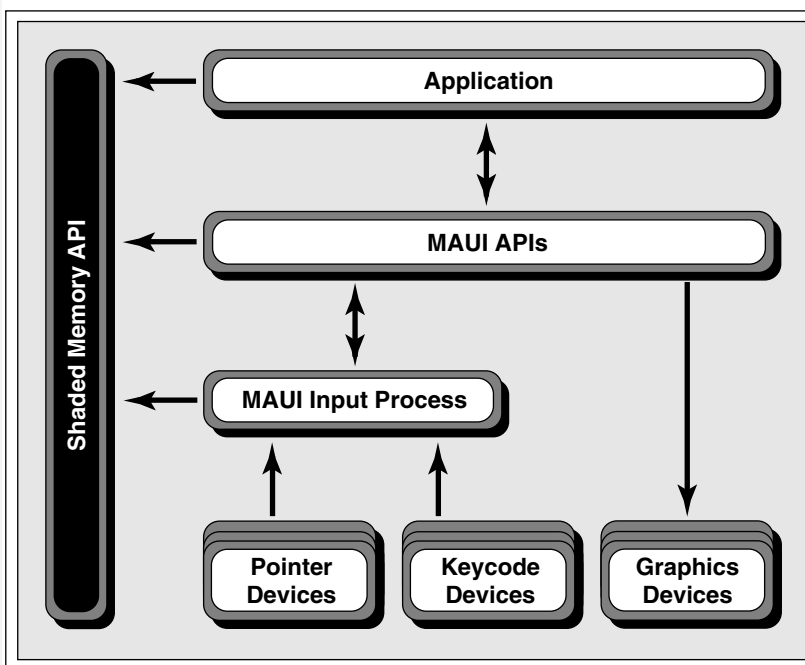 Shaded Memory API
Application
MAUI APIs
MAUI Input Process
Pointer
Devices
Keycode
Devices
Graphics
Devices